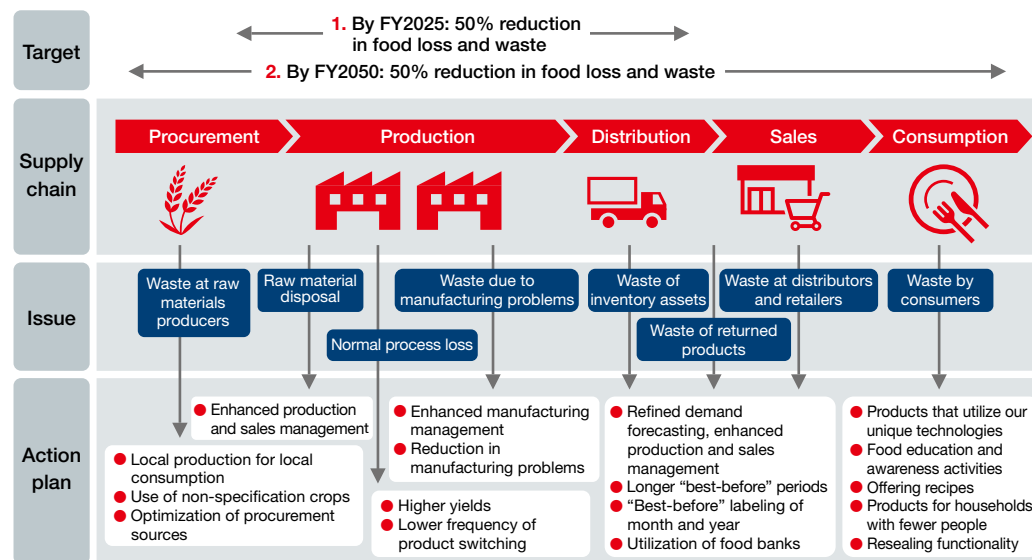 Target
1. By FY2025: 50% reduction
in food loss and waste
2. By FY2050: 50% reduction in food loss and waste
Supply
chain
Procurement
Production
Distribution
Sales
Consumption
Issue
Waste at raw
materials
producers
Raw material
disposal
Normal process loss
Waste due to
manufacturing problems
Waste of
inventory assets
Waste of returned
products
Waste at distributors
and retailers
Waste by
consumers
Action
plan
● Enhanced production
and sales management
● Local production for local
consumption
● Use of non-specification crops
● Optimization of procurement
sources
● Enhanced manufacturing
management
● Reduction in
manufacturing problems
● Higher yields
● Lower frequency of
product switching
● Refined demand
forecasting, enhanced
production and sales
management
● Longer “best-before” periods
● “Best-before” labeling of
month and year
● Utilization of food banks
● Products that utilize our
unique technologies
● Food education and
awareness activities
● Offering recipes
● Products for households
with fewer people
● Resealing functionality